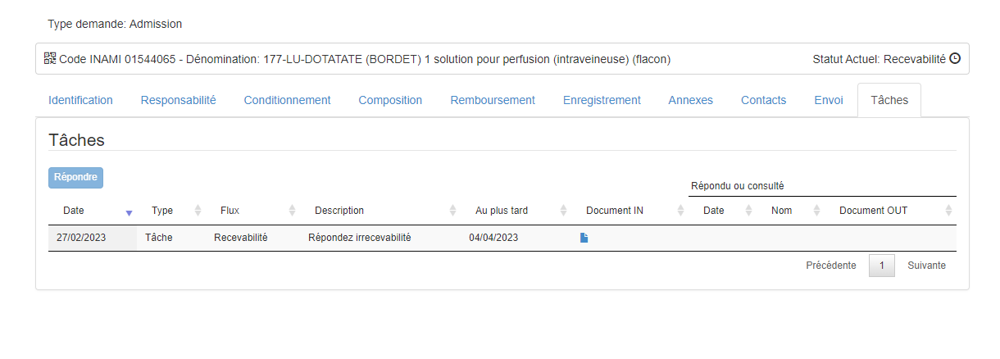 Type demande: Admission
Code INAMI 01544065 - Dénomination: 177-LU-DOTATATE (BORDET) 1 solution pour perfusion (intraveineuse) (flacon) Statut Actuel: Recevabilité
Identification Responsabilité Conditionnement Composition Remboursement Enregistrement Annexes Contacts Envoi Tâches
Tâches
Répondre
Répondu ou consulté
Date Type Flux Description Au plus tard Document IN Date Nom Document OUT
27/02/2023 Tâche Recevabilité Répondez irrecevabilité 04/04/2023
Précédente 1 Suivante